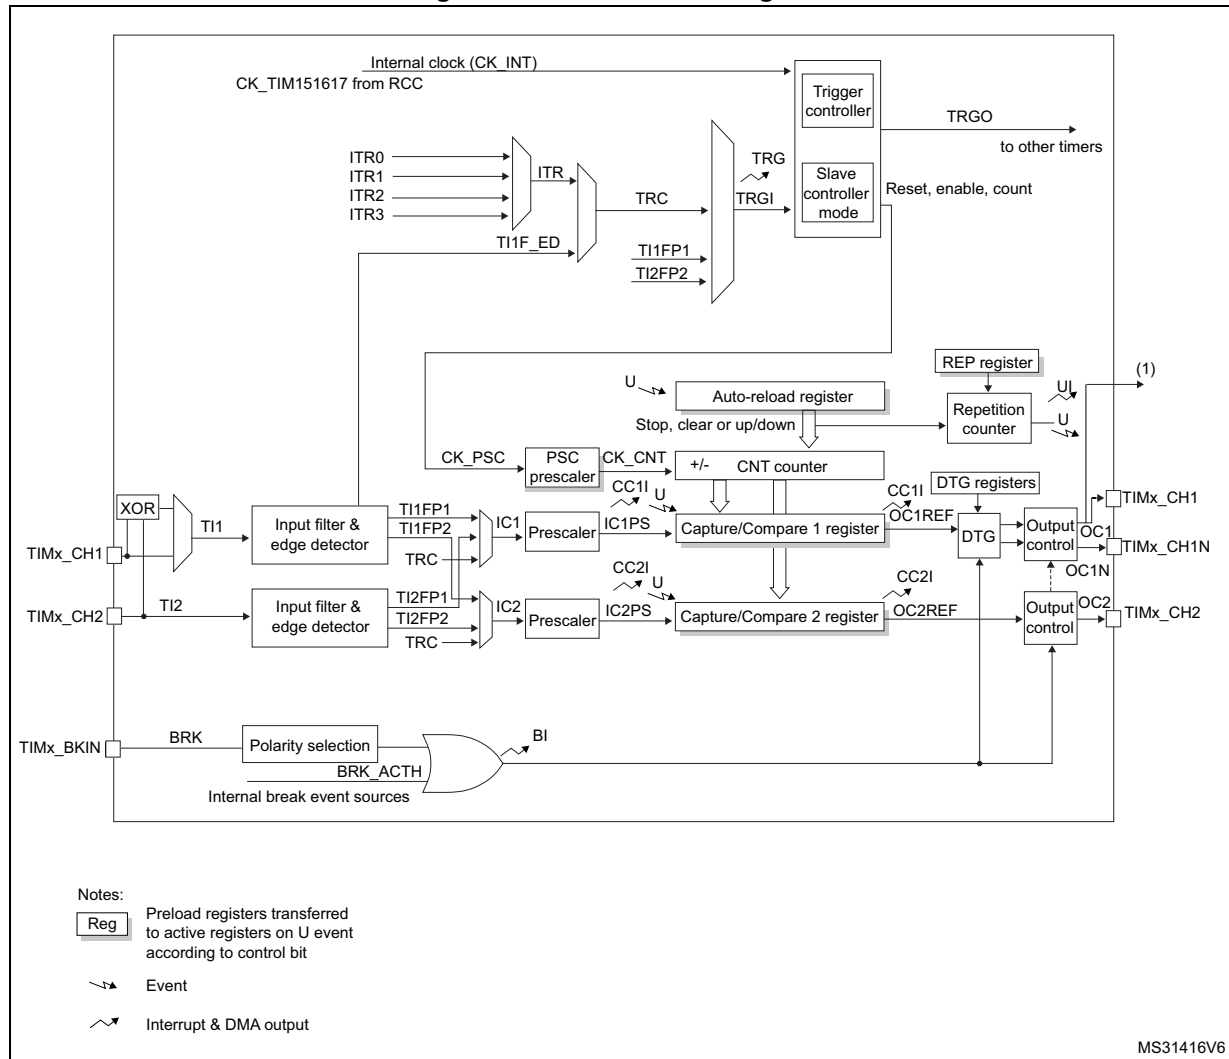 Internal clock (CK_INT)
CK_TIM151617 from RCC
Trigger
controller
TRGO
to other timers
ITR0
ITR1
ITR2
ITR3
ITR
TRC
TRG
TRGI
Slave
controller
mode
Reset, enable, count
TI1F_ED
TI1FP1
TI2FP2
REP register
(1)
U
Auto-reload register
UI
Repetition
counter
U
Stop, clear or up/down
CK_PSC
PSC
prescaler
CK_CNT
+/-
CNT counter
DTG registers
XOR
TI1
Input filter &
edge detector
TI1FP1
TI1FP2
TRC
IC1
Prescaler
IC1PS
CC1I
U
Capture/Compare 1 register
CC1I
OC1REF
DTG
Output
control
OC1
TIMx_CH1
TIMx_CH1
TIMx_CH1N
OC1N
TIMx_CH2
TI2
Input filter &
edge detector
TI2FP1
TI2FP2
TRC
IC2
Prescaler
IC2PS
CC2I
U
Capture/Compare 2 register
CC2I
OC2REF
Output
control
OC2
TIMx_CH2
TIMx_BKIN
BRK
Polarity selection
BRK_ACTH
Internal break event sources
BI
Notes:
Reg
Preload registers transferred
to active registers on U event
according to control bit
Event
Interrupt & DMA output
MS31416V6